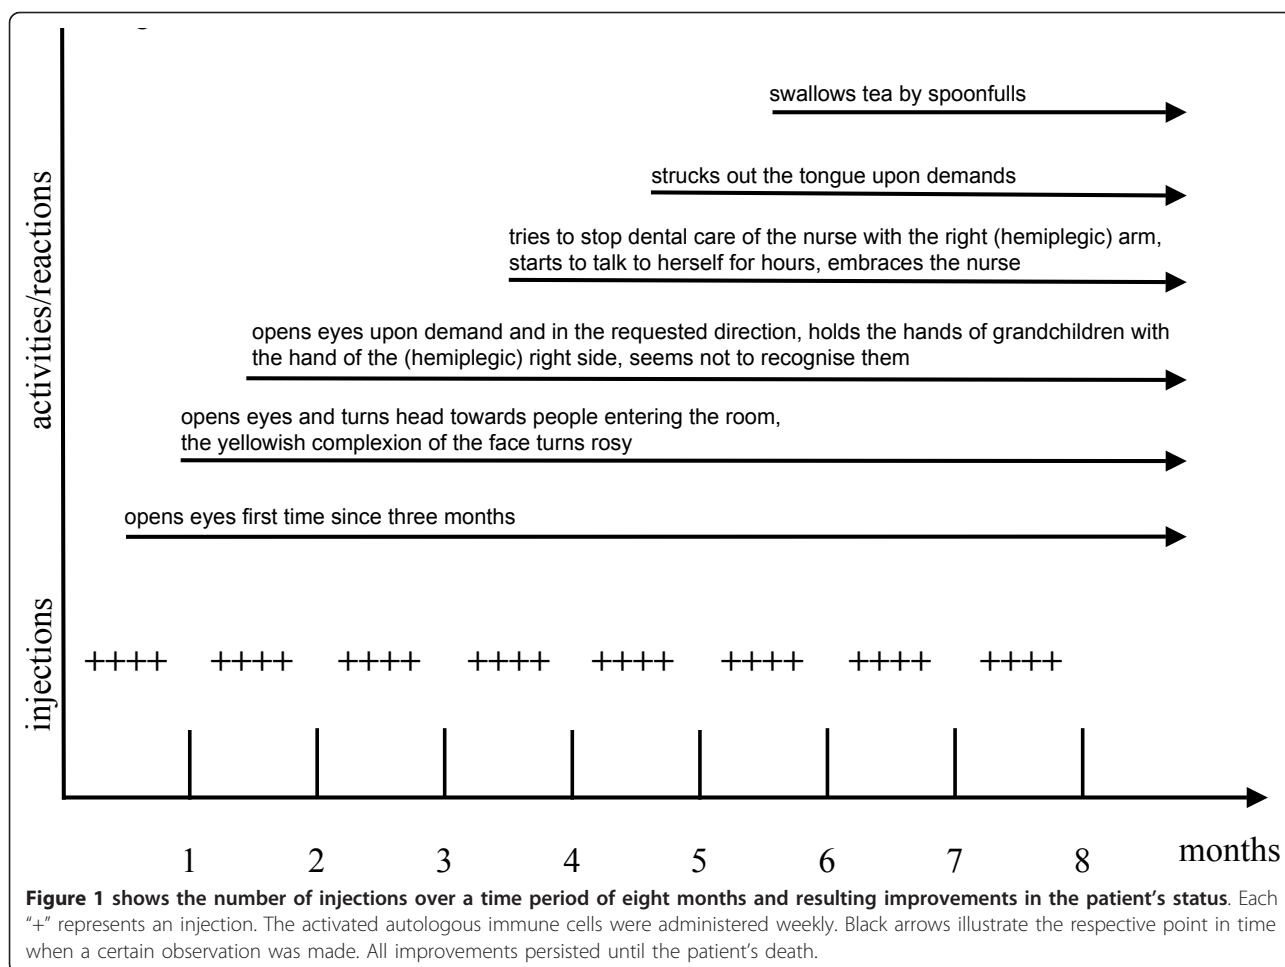 swallows tea by spoonfulls
strucks out the tongue upon demands
tries to stop dental care of the nurse with the right (hemiplegic) arm,
starts to talk to herself for hours, embraces the nurse
opens eyes upon demand and in the requested direction, holds the hands of grandchildren with
the hand of the (hemiplegic) right side, seems not to recognise them
opens eyes and turns head towards people entering the room,
the yellowish complexion of the face turns rosy
opens eyes first time since three months
activities/reactions
injections
++++ ++++ ++++ ++++ ++++ ++++ ++++ ++++
1 2 3 4 5 6 7 8 months
Figure 1 shows the number of injections over a time period of eight months and resulting improvements in the patient's status. Each
"+" represents an injection. The activated autologous immune cells were administered weekly. Black arrows illustrate the respective point in time
when a certain observation was made. All improvements persisted until the patient's death.